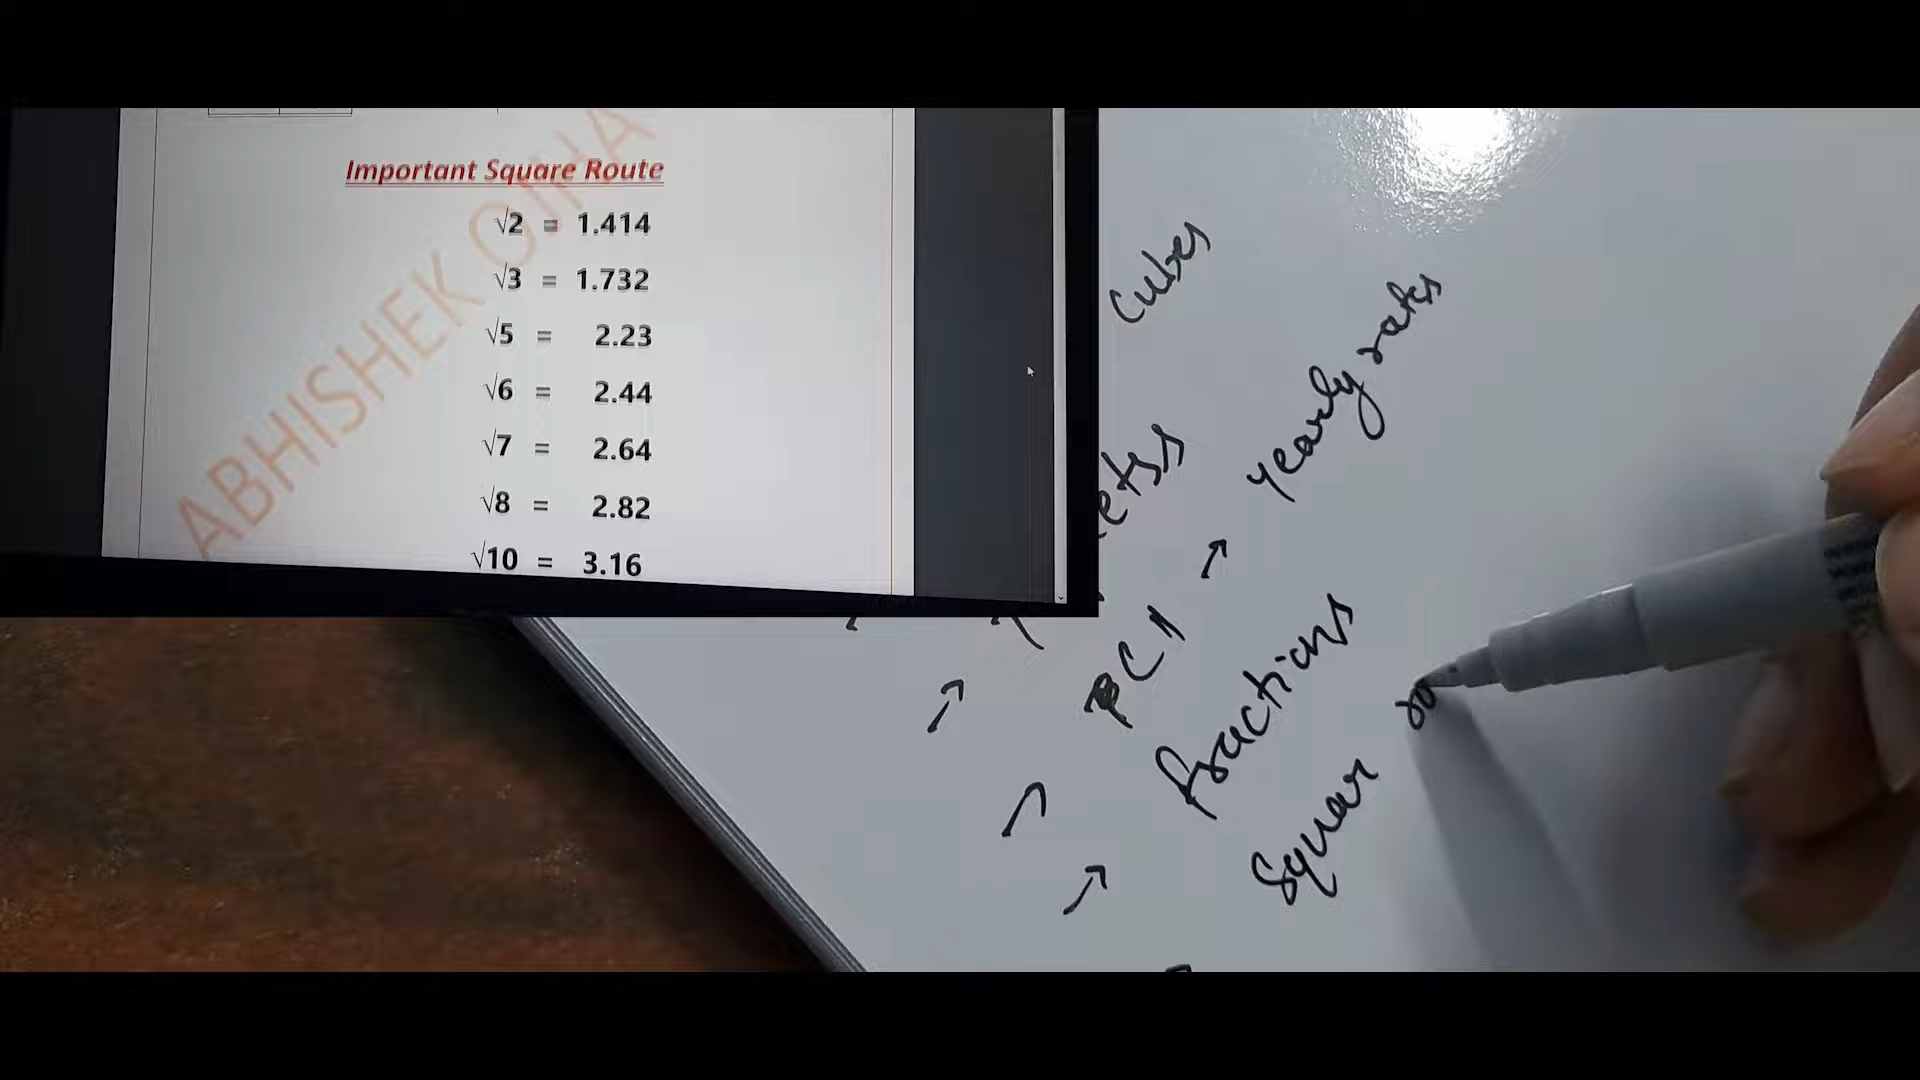 Important Square Route
√2 = 1.414
√3 = 1.732
√5 = 2.23
√6 = 2.44
√7 = 2.64
√8 = 2.82
√10 = 3.16
ABHISHEK OJHA
cubes
yearly rates
fractions
Squar